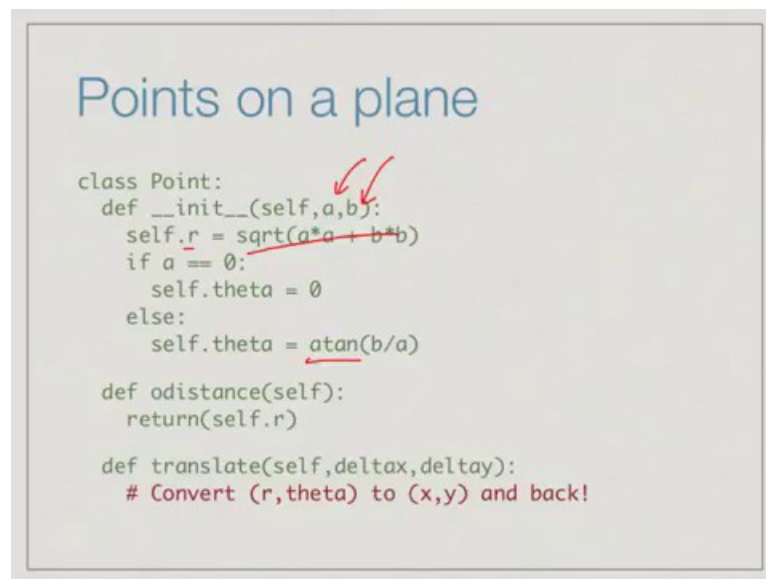 Points on a plane
class Point:
  def __init__(self,a,b):
    self.r = sqrt(a*a + b*b)
    if a == 0:
      self.theta = 0
    else:
      self.theta = atan(b/a)
  def odistance(self):
    return(self.r)
  def translate(self,deltax,deltay):
    # Convert (r,theta) to (x,y) and back!